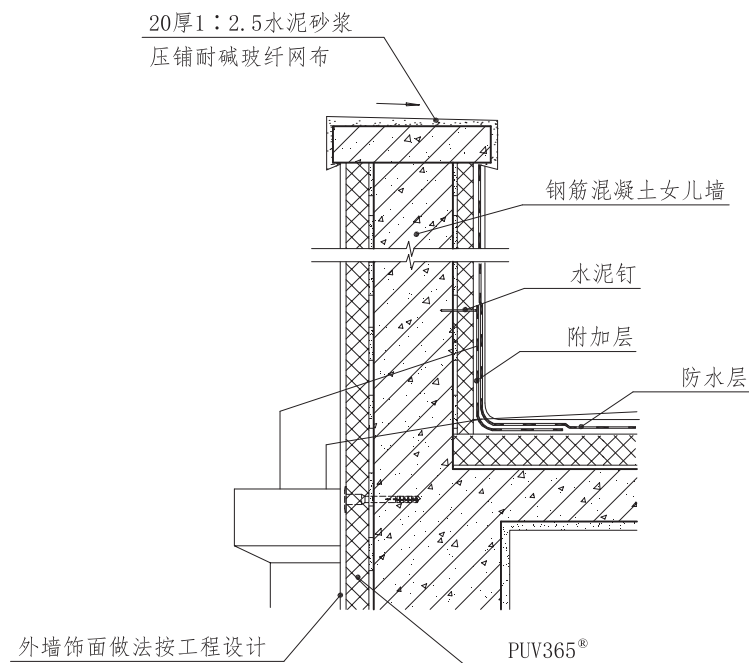 20厚1：2.5水泥砂浆
压铺耐碱玻纤网布
钢筋混凝土女儿墙
水泥钉
附加层
防水层
外墙饰面做法按工程设计
PUV365®